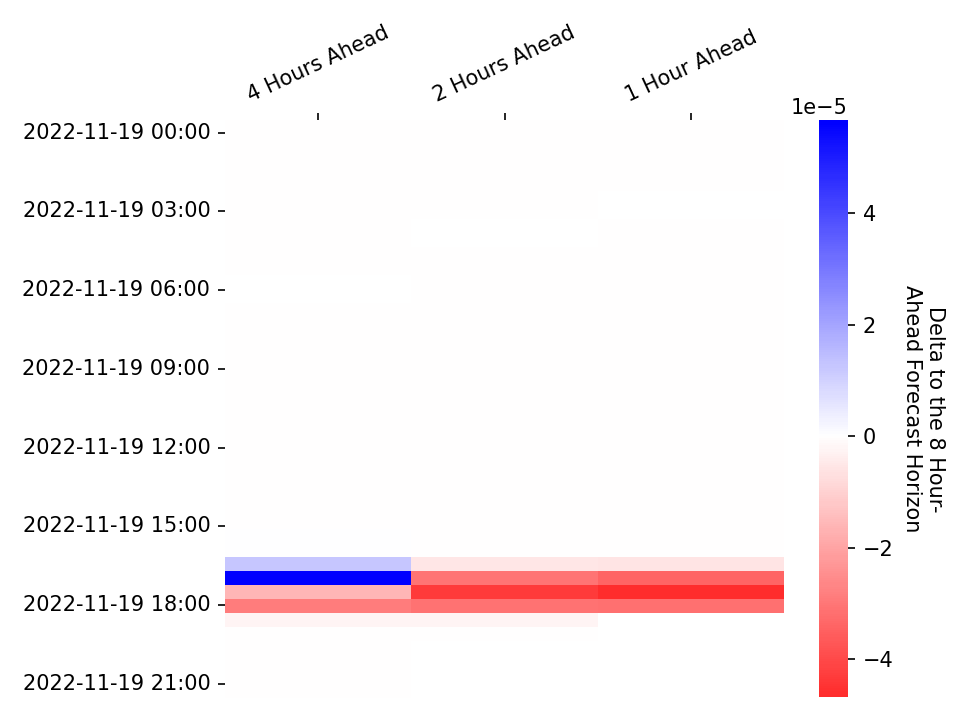 4 Hours Ahead
2 Hours Ahead
1 Hour Ahead
1e−5
2022-11-19 00:00
2022-11-19 03:00
2022-11-19 06:00
2022-11-19 09:00
2022-11-19 12:00
2022-11-19 15:00
2022-11-19 18:00
2022-11-19 21:00
4
2
0
−2
−4
Delta to the 8 Hour-
Ahead Forecast Horizon